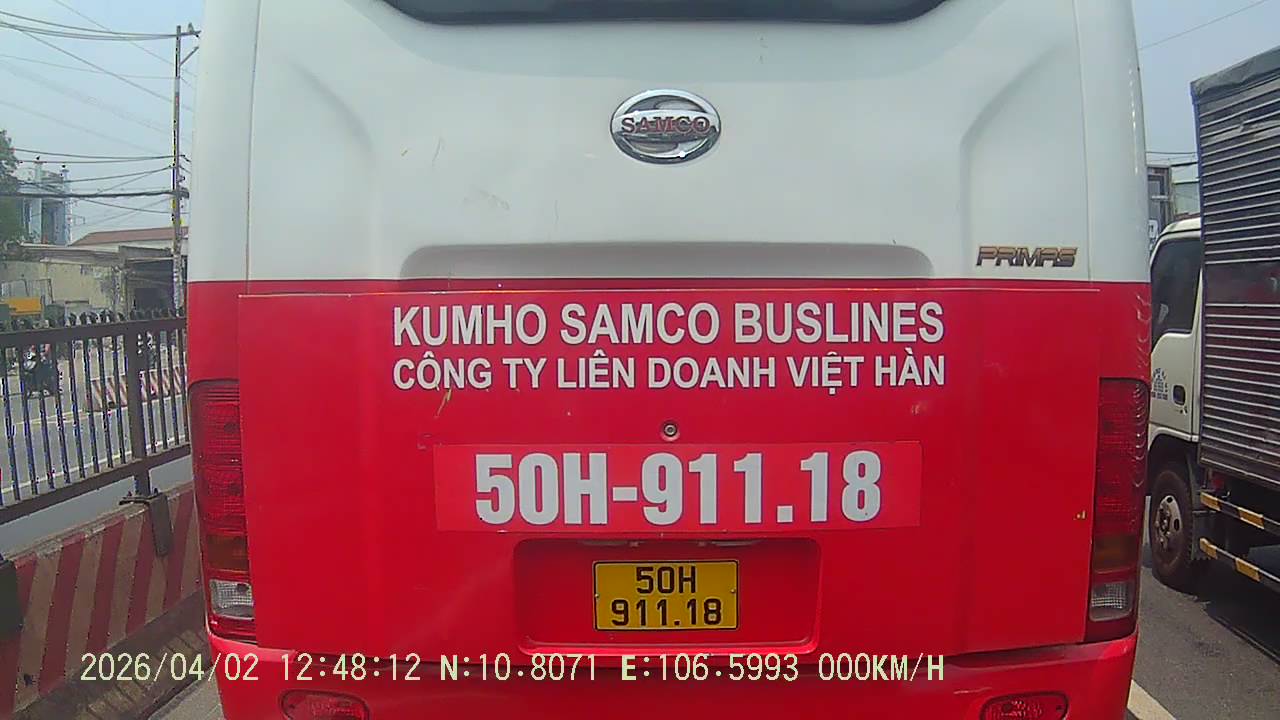 SAMCO
PRIMAS
KUMHO SAMCO BUSLINES
CÔNG TY LIÊN DOANH VIỆT HÀN
50H-911.18
50H
911.18
2026/04/02 12:48:12 N:10.8071 E:106.5993 000KM/H